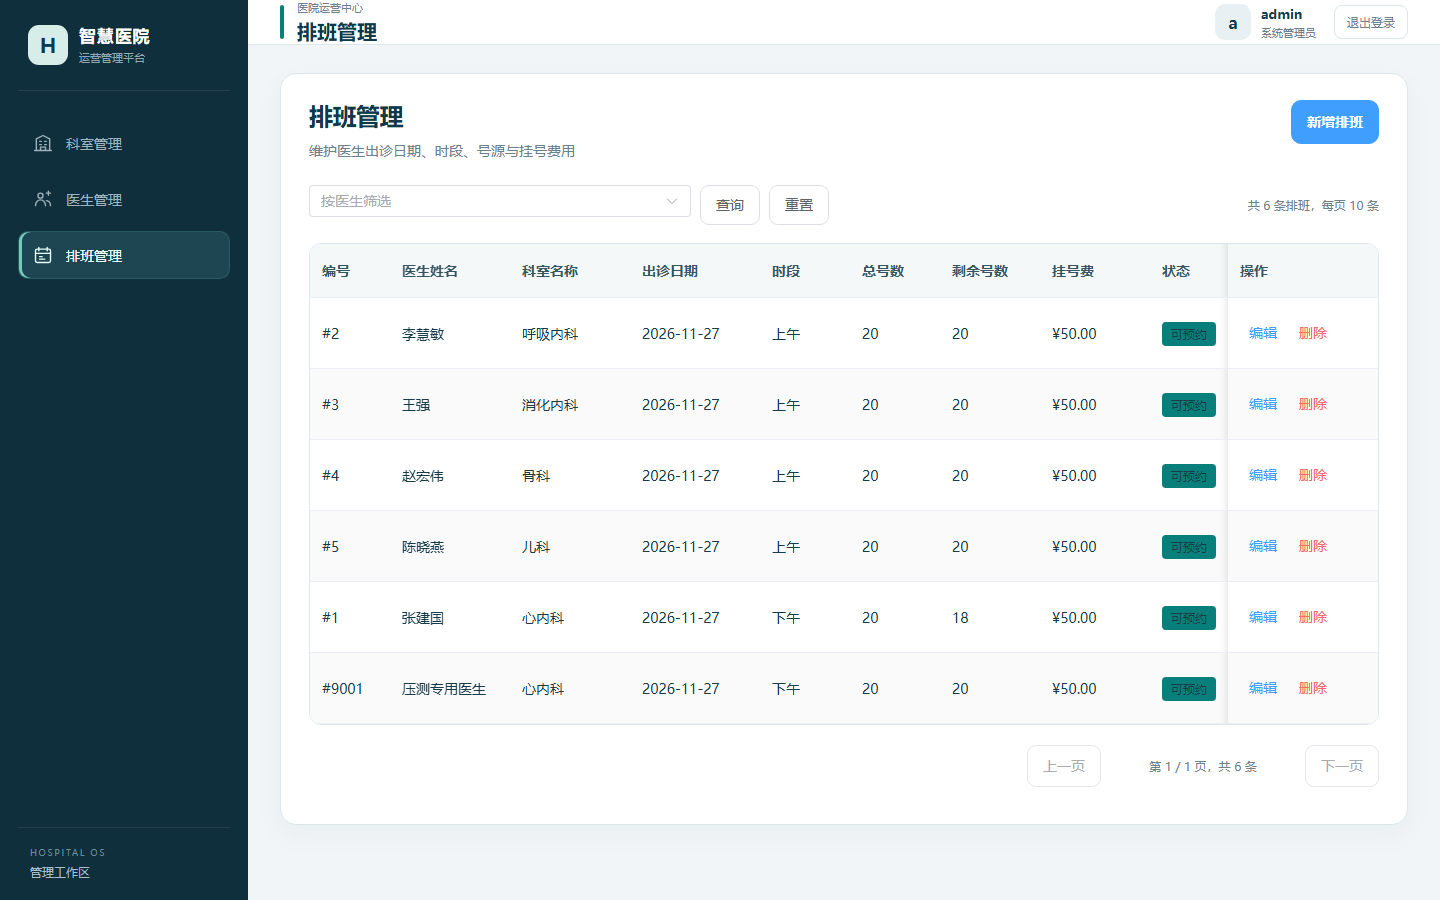 H
智慧医院
运营管理平台
科室管理
医生管理
排班管理
HOSPITAL OS
管理工作区
医院运营中心
排班管理
a
admin
系统管理员
退出登录
排班管理
维护医生出诊日期、时段、号源与挂号费用
新增排班
按医生筛选
查询
重置
共 6 条排班，每页 10 条
编号 医生姓名 科室名称 出诊日期 时段 总号数 剩余号数 挂号费 状态 操作
#2 李慧敏 呼吸内科 2026-11-27 上午 20 20 ¥50.00 可预约 编辑 删除
#3 王强 消化内科 2026-11-27 上午 20 20 ¥50.00 可预约 编辑 删除
#4 赵宏伟 骨科 2026-11-27 上午 20 20 ¥50.00 可预约 编辑 删除
#5 陈晓燕 儿科 2026-11-27 上午 20 20 ¥50.00 可预约 编辑 删除
#1 张建国 心内科 2026-11-27 下午 20 18 ¥50.00 可预约 编辑 删除
#9001 压测专用医生 心内科 2026-11-27 下午 20 20 ¥50.00 可预约 编辑 删除
上一页
第 1 / 1 页，共 6 条
下一页